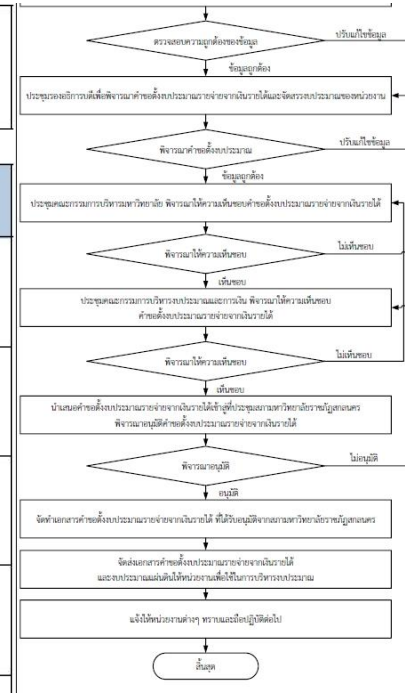 ตรวจสอบความถูกต้องของข้อมูล
ปรับแก้ไขข้อมูล
ข้อมูลถูกต้อง
ประชุมรองอธิการบดีเพื่อพิจารณาคำขอตั้งงบประมาณรายจ่ายจากเงินรายได้และจัดสรรงบประมาณของหน่วยงาน
พิจารณาคำขอตั้งงบประมาณ
ปรับแก้ไขข้อมูล
ข้อมูลถูกต้อง
ประชุมคณะกรรมการบริหารมหาวิทยาลัย พิจารณาให้ความเห็นชอบคำขอตั้งงบประมาณรายจ่ายจากเงินรายได้
พิจารณาให้ความเห็นชอบ
ไม่เห็นชอบ
เห็นชอบ
ประชุมคณะกรรมการบริหารงบประมาณและการเงิน พิจารณาให้ความเห็นชอบ
คำขอตั้งงบประมาณรายจ่ายจากเงินรายได้
พิจารณาให้ความเห็นชอบ
ไม่เห็นชอบ
เห็นชอบ
นำเสนอคำขอตั้งงบประมาณรายจ่ายจากเงินรายได้เข้าสู่ที่ประชุมสภามหาวิทยาลัยราชภัฏสกลนคร
พิจารณาอนุมัติคำขอตั้งงบประมาณรายจ่ายจากเงินรายได้
พิจารณาอนุมัติ
ไม่อนุมัติ
อนุมัติ
จัดทำเอกสารคำขอตั้งงบประมาณรายจ่ายจากเงินรายได้ ที่ได้รับอนุมัติจากสภามหาวิทยาลัยราชภัฏสกลนคร
จัดส่งเอกสารคำขอตั้งงบประมาณรายจ่ายจากเงินรายได้
และงบประมาณแผ่นดินให้หน่วยงานเพื่อใช้ในการบริหารงบประมาณ
แจ้งให้หน่วยงานต่างๆ ทราบและถือปฏิบัติต่อไป
สิ้นสุด